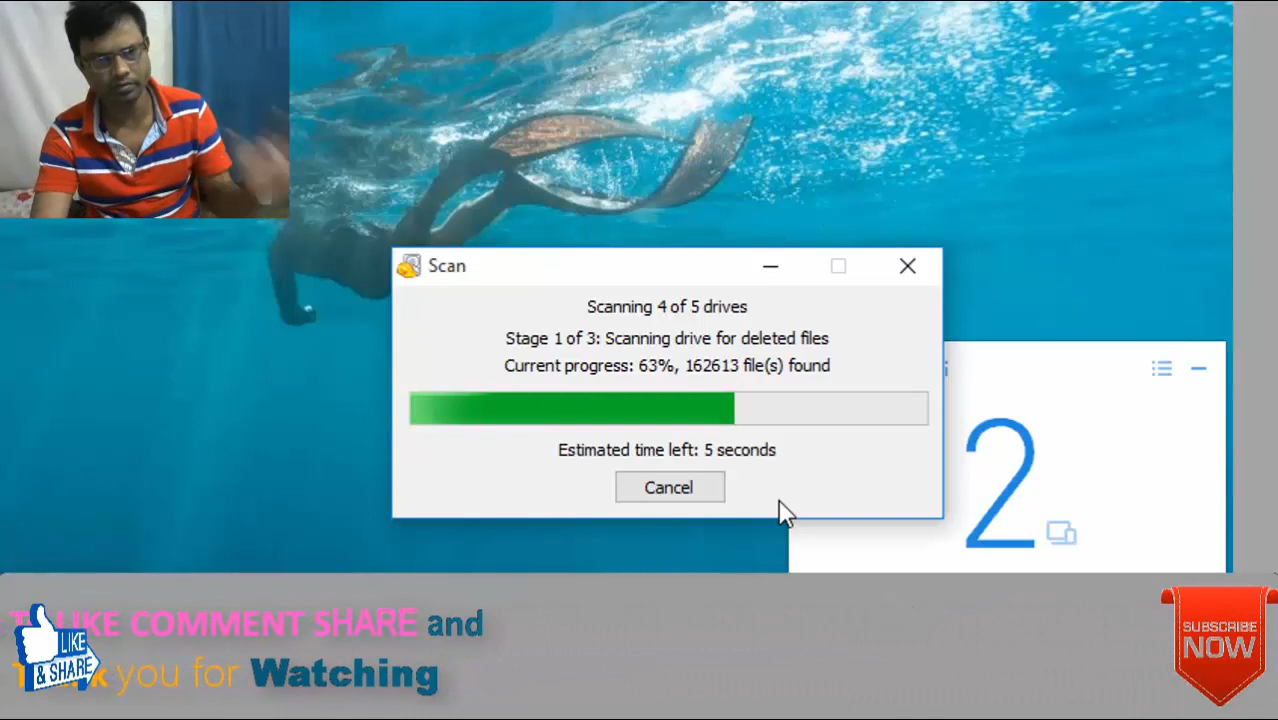 Scan
Scanning 4 of 5 drives
Stage 1 of 3: Scanning drive for deleted files
Current progress: 63%, 162613 file(s) found
Estimated time left: 5 seconds
Cancel
2
LIKE COMMENT SHARE and
you for Watching
LIKE
& SHARE
SUBSCRIBE
NOW